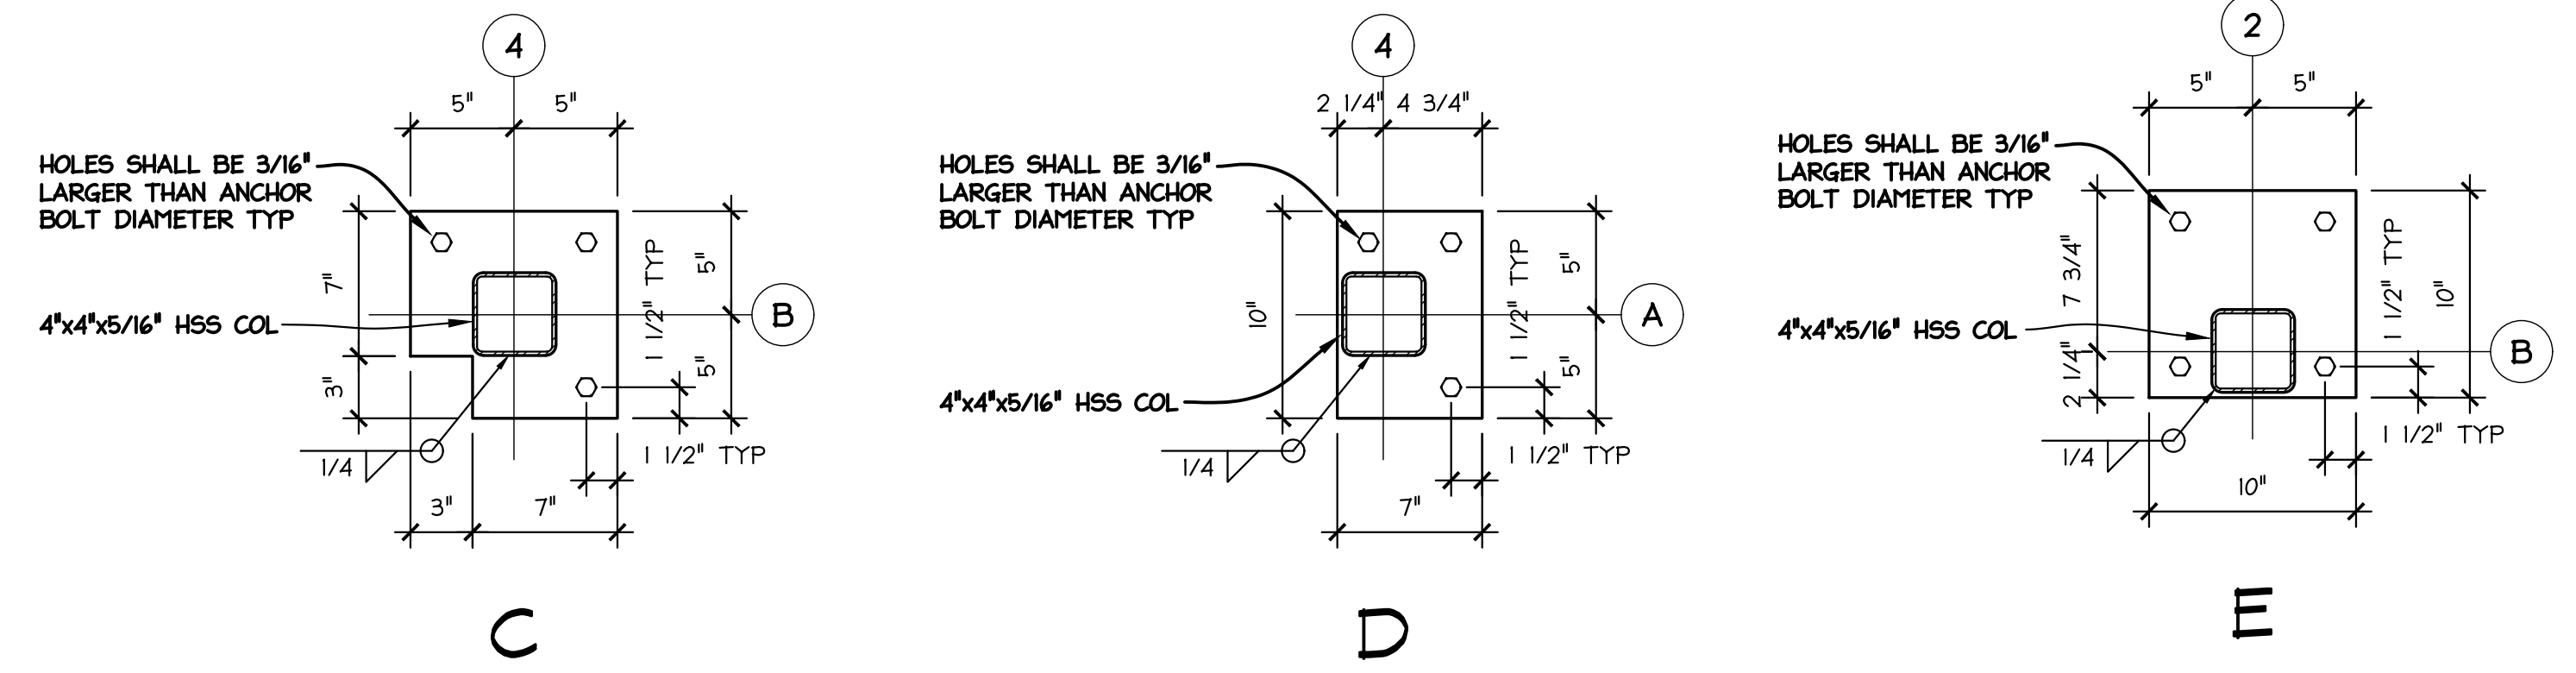 4
5" 5"
HOLES SHALL BE 3/16"
LARGER THAN ANCHOR
BOLT DIAMETER TYP
7"
3"
4"x4"x5/16" HSS COL
1 1/2" TYP
5"
5"
B
1/4
1 1/2" TYP
3" 7"
C
4
2 1/4" 4 3/4"
HOLES SHALL BE 3/16"
LARGER THAN ANCHOR
BOLT DIAMETER TYP
10"
4"x4"x5/16" HSS COL
1 1/2" TYP
5"
5"
A
1/4
1 1/2" TYP
7"
D
2
5" 5"
HOLES SHALL BE 3/16"
LARGER THAN ANCHOR
BOLT DIAMETER TYP
7 3/4"
2 1/4"
4"x4"x5/16" HSS COL
1 1/2" TYP
10"
B
1/4
1 1/2" TYP
10"
E